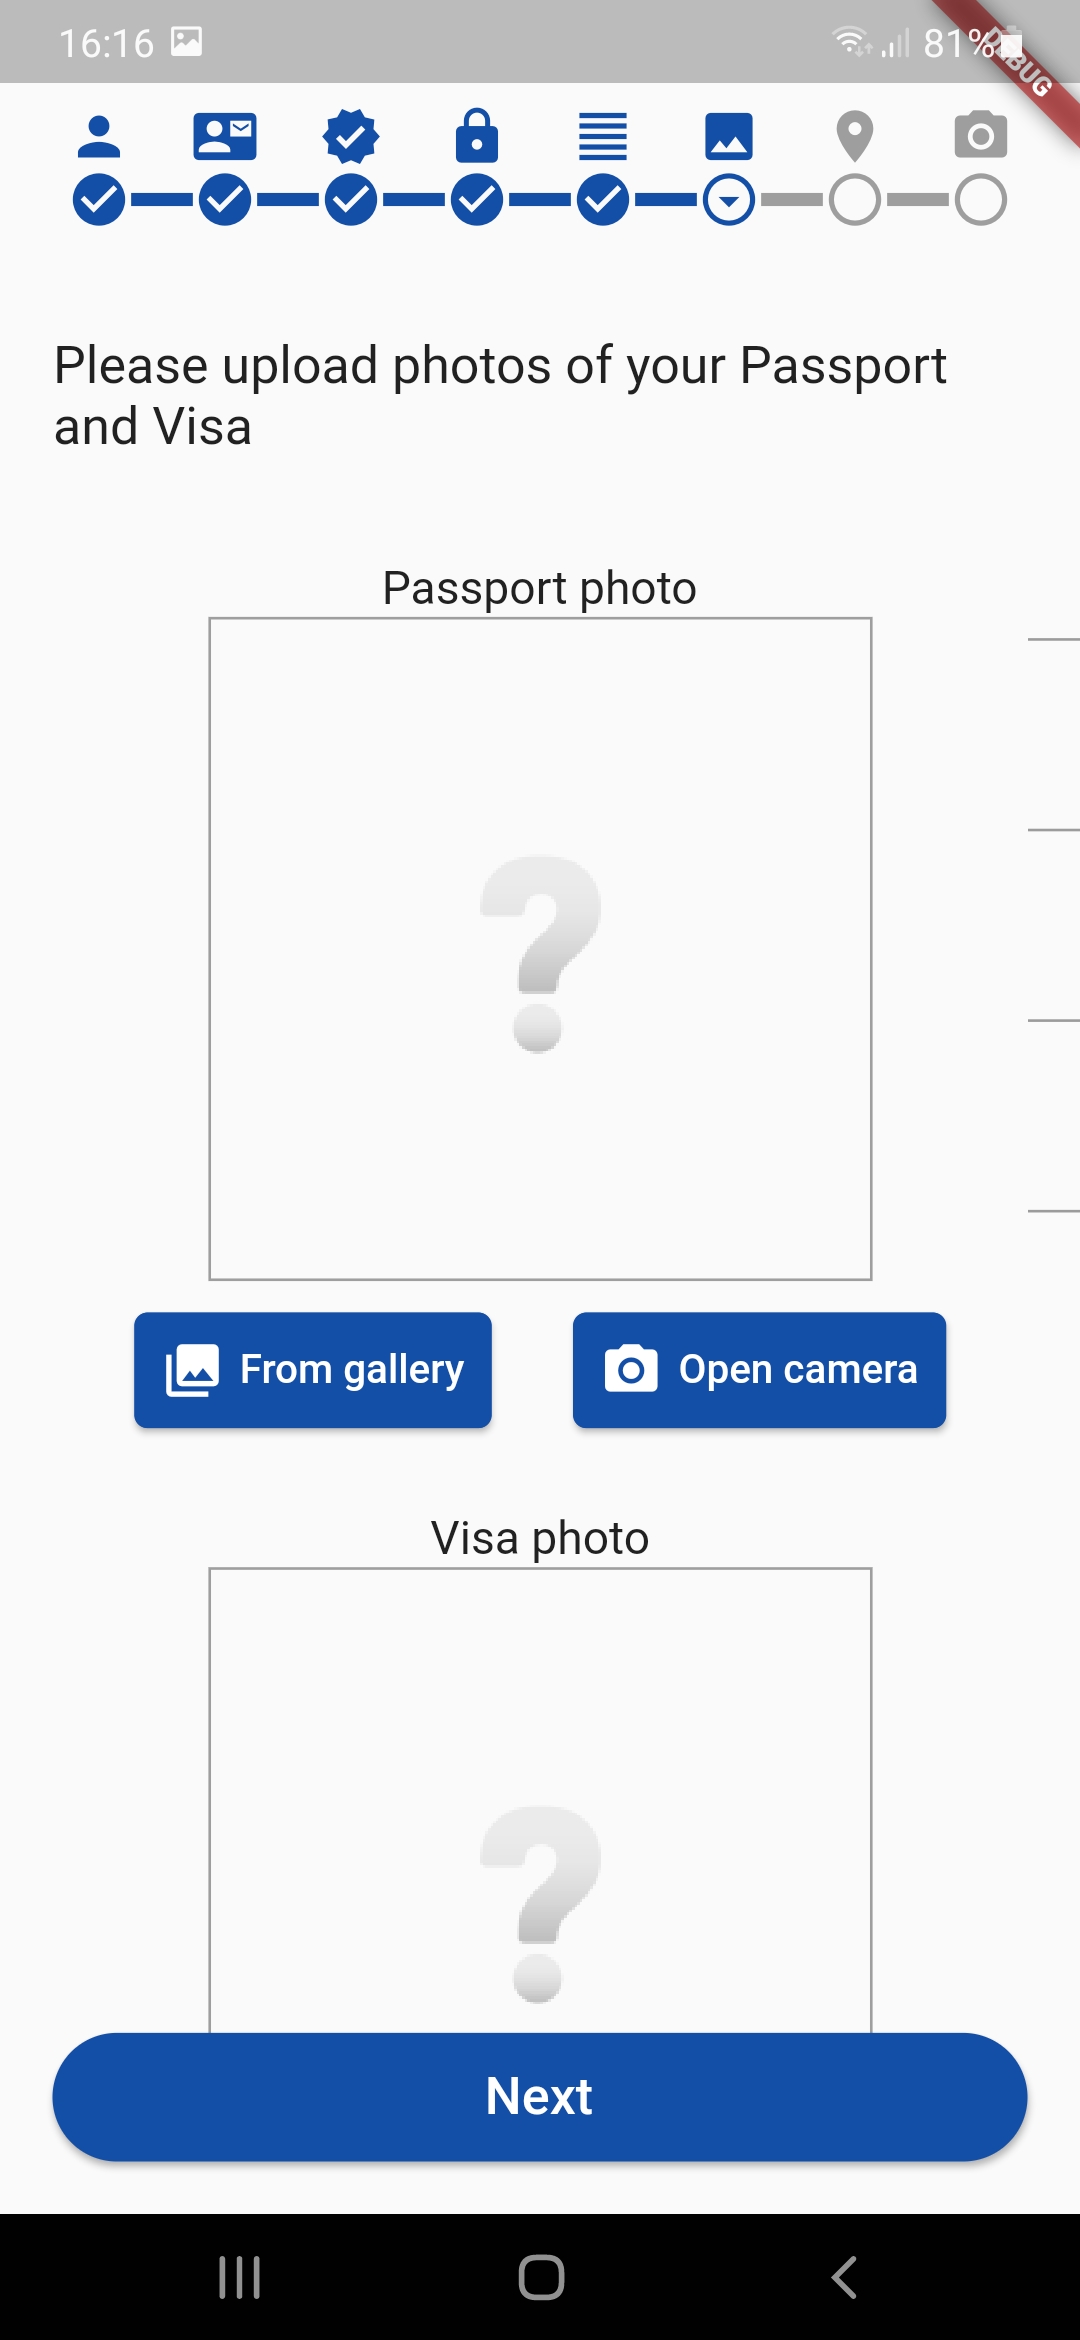 16:16
81%
DEBUG
Please upload photos of your Passport
and Visa
Passport photo
?
From gallery
Open camera
Visa photo
?
Next